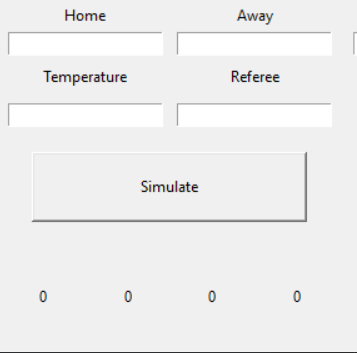 Home Away
Temperature Referee
Simulate
0 0 0 0